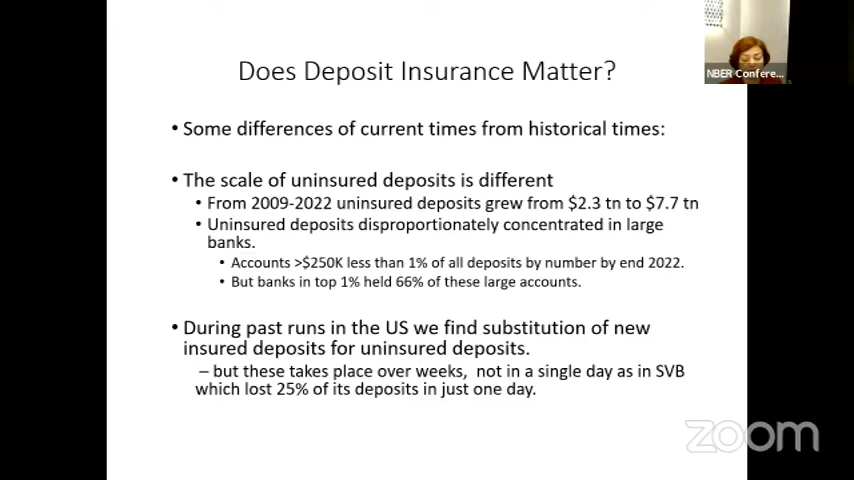 Does Deposit Insurance Matter?
NBER Confere...
• Some differences of current times from historical times:
• The scale of uninsured deposits is different
• From 2009-2022 uninsured deposits grew from $2.3 tn to $7.7 tn
• Uninsured deposits disproportionately concentrated in large
banks.
• Accounts >$250K less than 1% of all deposits by number by end 2022.
• But banks in top 1% held 66% of these large accounts.
• During past runs in the US we find substitution of new
insured deposits for uninsured deposits.
– but these takes place over weeks, not in a single day as in SVB
which lost 25% of its deposits in just one day.
zoom